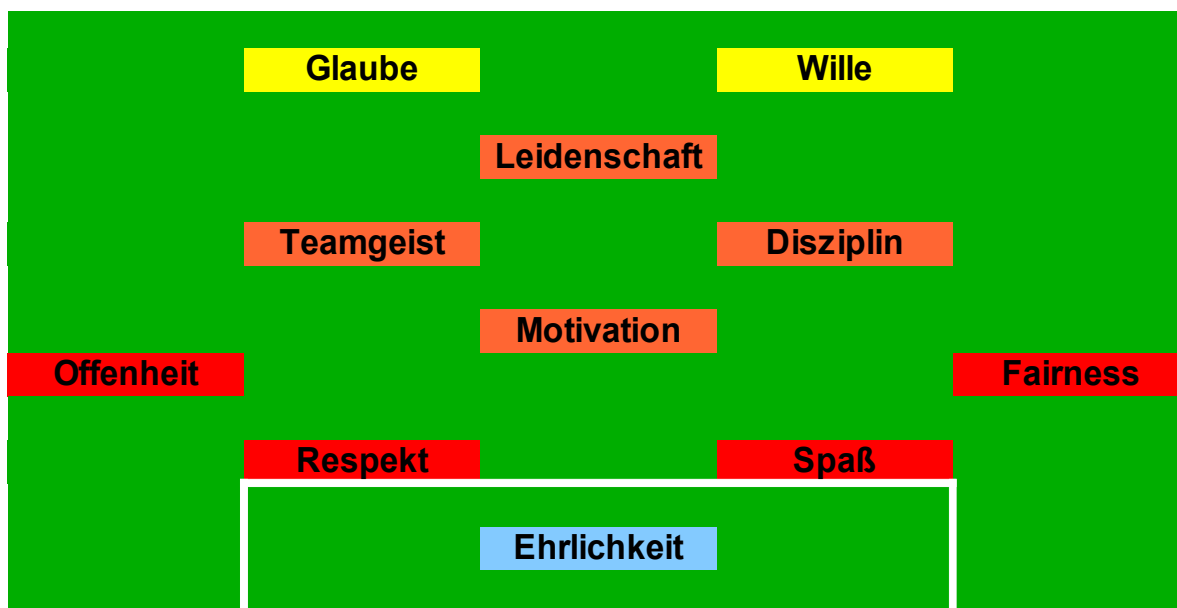 Glaube
Wille
Leidenschaft
Teamgeist
Disziplin
Motivation
Offenheit
Fairness
Respekt
Spaß
Ehrlichkeit